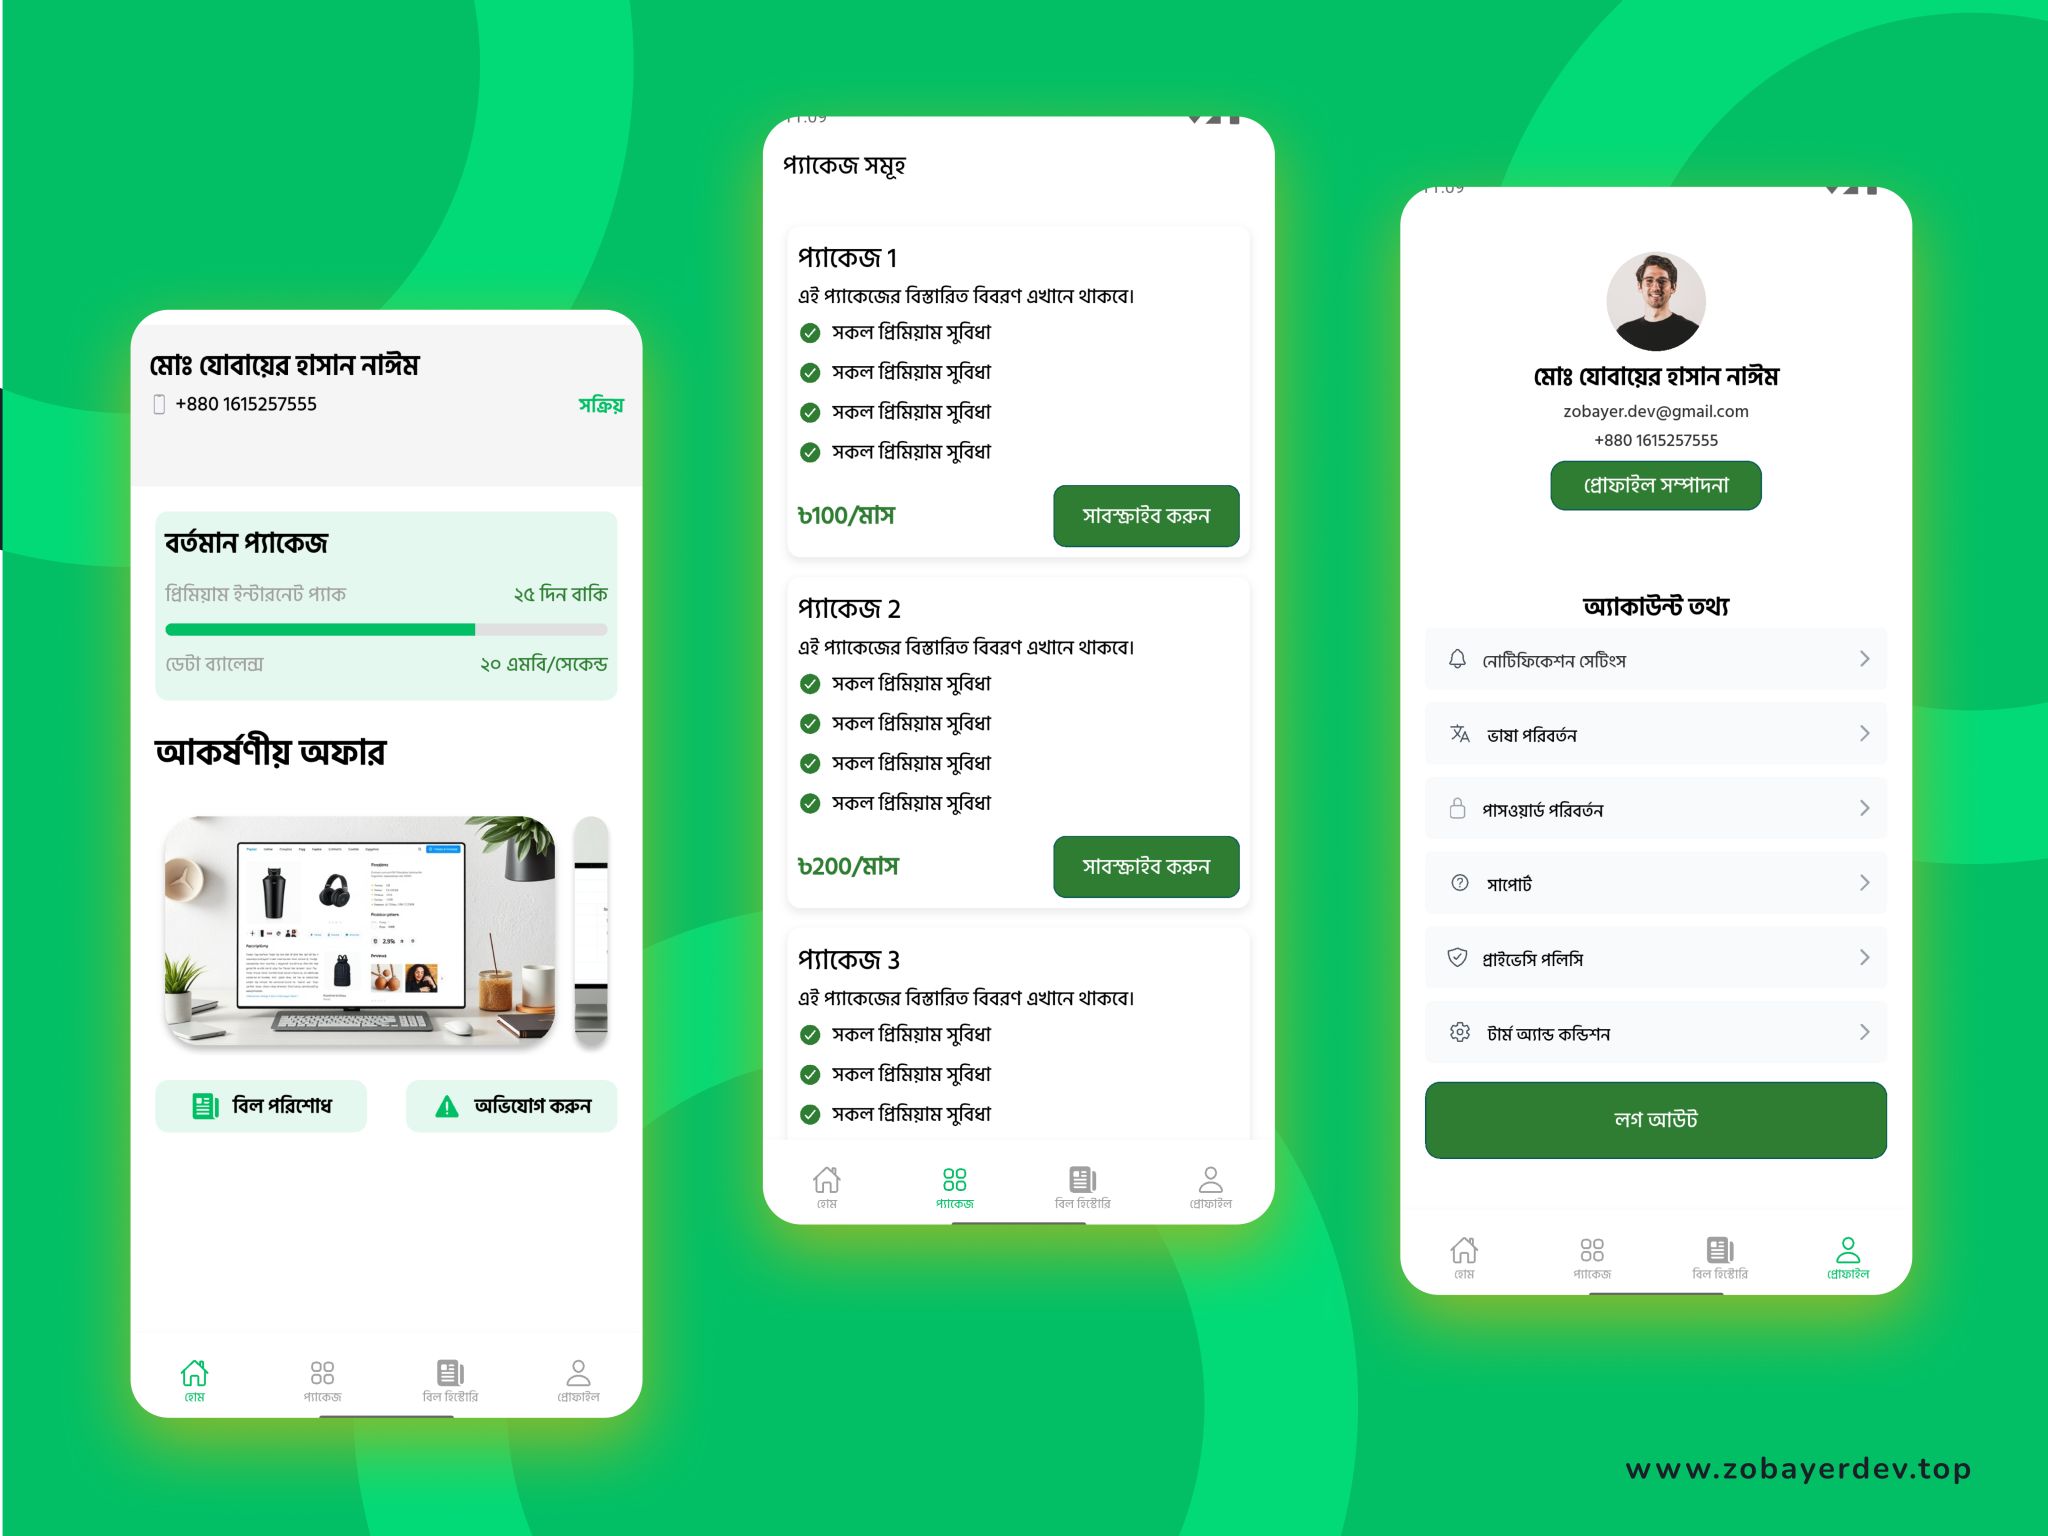 মোঃ যোবায়ের হাসান নাঈম
+880 1615257555
সক্রিয়
বর্তমান প্যাকেজ
প্রিমিয়াম ইন্টারনেট প্যাক
২৫ দিন বাকি
ডেটা ব্যালেন্স
২০ এমবি/সেকেন্ড
আকর্ষণীয় অফার
বিল পরিশোধ
অভিযোগ করুন
হোম
প্যাকেজ
বিল হিস্টোরি
প্রোফাইল
11:09
প্যাকেজ সমূহ
প্যাকেজ 1
এই প্যাকেজের বিস্তারিত বিবরণ এখানে থাকবে।
সকল প্রিমিয়াম সুবিধা
সকল প্রিমিয়াম সুবিধা
সকল প্রিমিয়াম সুবিধা
সকল প্রিমিয়াম সুবিধা
৳100/মাস
সাবস্ক্রাইব করুন
প্যাকেজ 2
এই প্যাকেজের বিস্তারিত বিবরণ এখানে থাকবে।
সকল প্রিমিয়াম সুবিধা
সকল প্রিমিয়াম সুবিধা
সকল প্রিমিয়াম সুবিধা
সকল প্রিমিয়াম সুবিধা
৳200/মাস
সাবস্ক্রাইব করুন
প্যাকেজ 3
এই প্যাকেজের বিস্তারিত বিবরণ এখানে থাকবে।
সকল প্রিমিয়াম সুবিধা
সকল প্রিমিয়াম সুবিধা
সকল প্রিমিয়াম সুবিধা
হোম
প্যাকেজ
বিল হিস্টোরি
প্রোফাইল
11:09
মোঃ যোবায়ের হাসান নাঈম
zobayer.dev@gmail.com
+880 1615257555
প্রোফাইল সম্পাদনা
অ্যাকাউন্ট তথ্য
নোটিফিকেশন সেটিংস
ভাষা পরিবর্তন
পাসওয়ার্ড পরিবর্তন
সাপোর্ট
প্রাইভেসি পলিসি
টার্ম অ্যান্ড কন্ডিশন
লগ আউট
হোম
প্যাকেজ
বিল হিস্টোরি
প্রোফাইল
www.zobayerdev.top